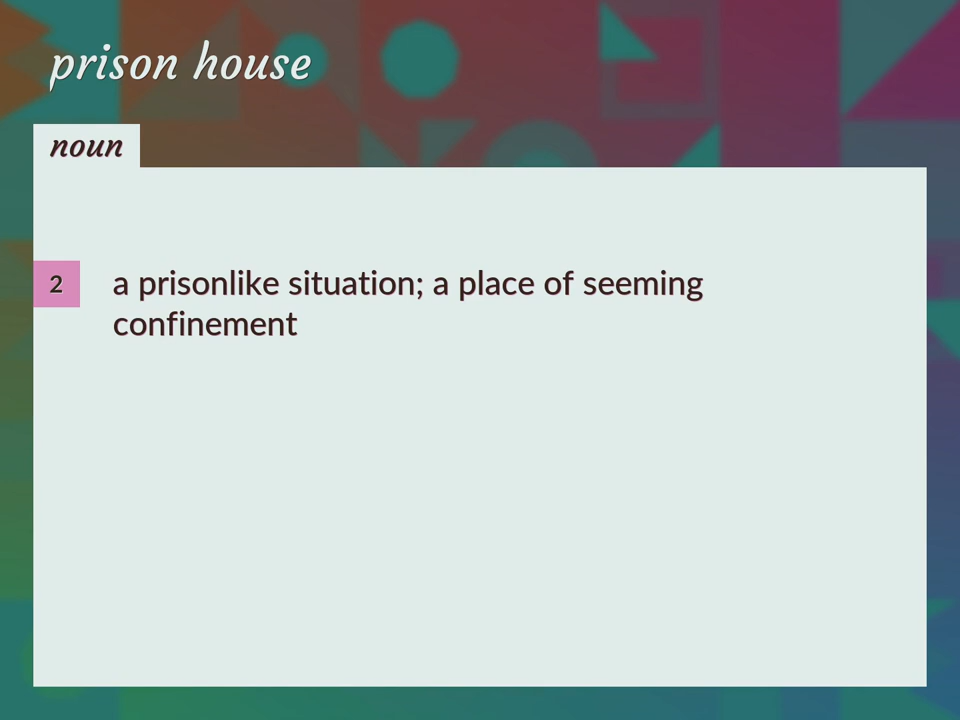 prison house
noun
2
a prisonlike situation; a place of seeming
confinement